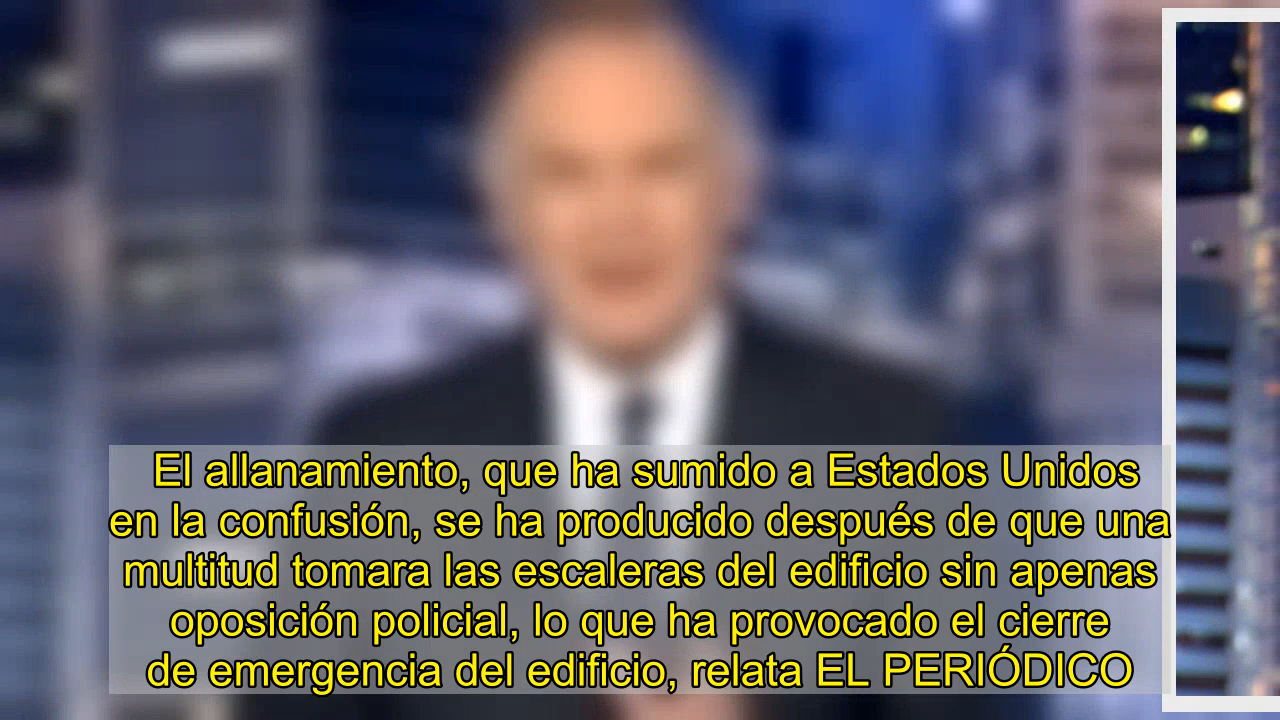 El allanamiento, que ha sumido a Estados Unidos
en la confusión, se ha producido después de que una
multitud tomara las escaleras del edificio sin apenas
oposición policial, lo que ha provocado el cierre
de emergencia del edificio, relata EL PERIÓDICO